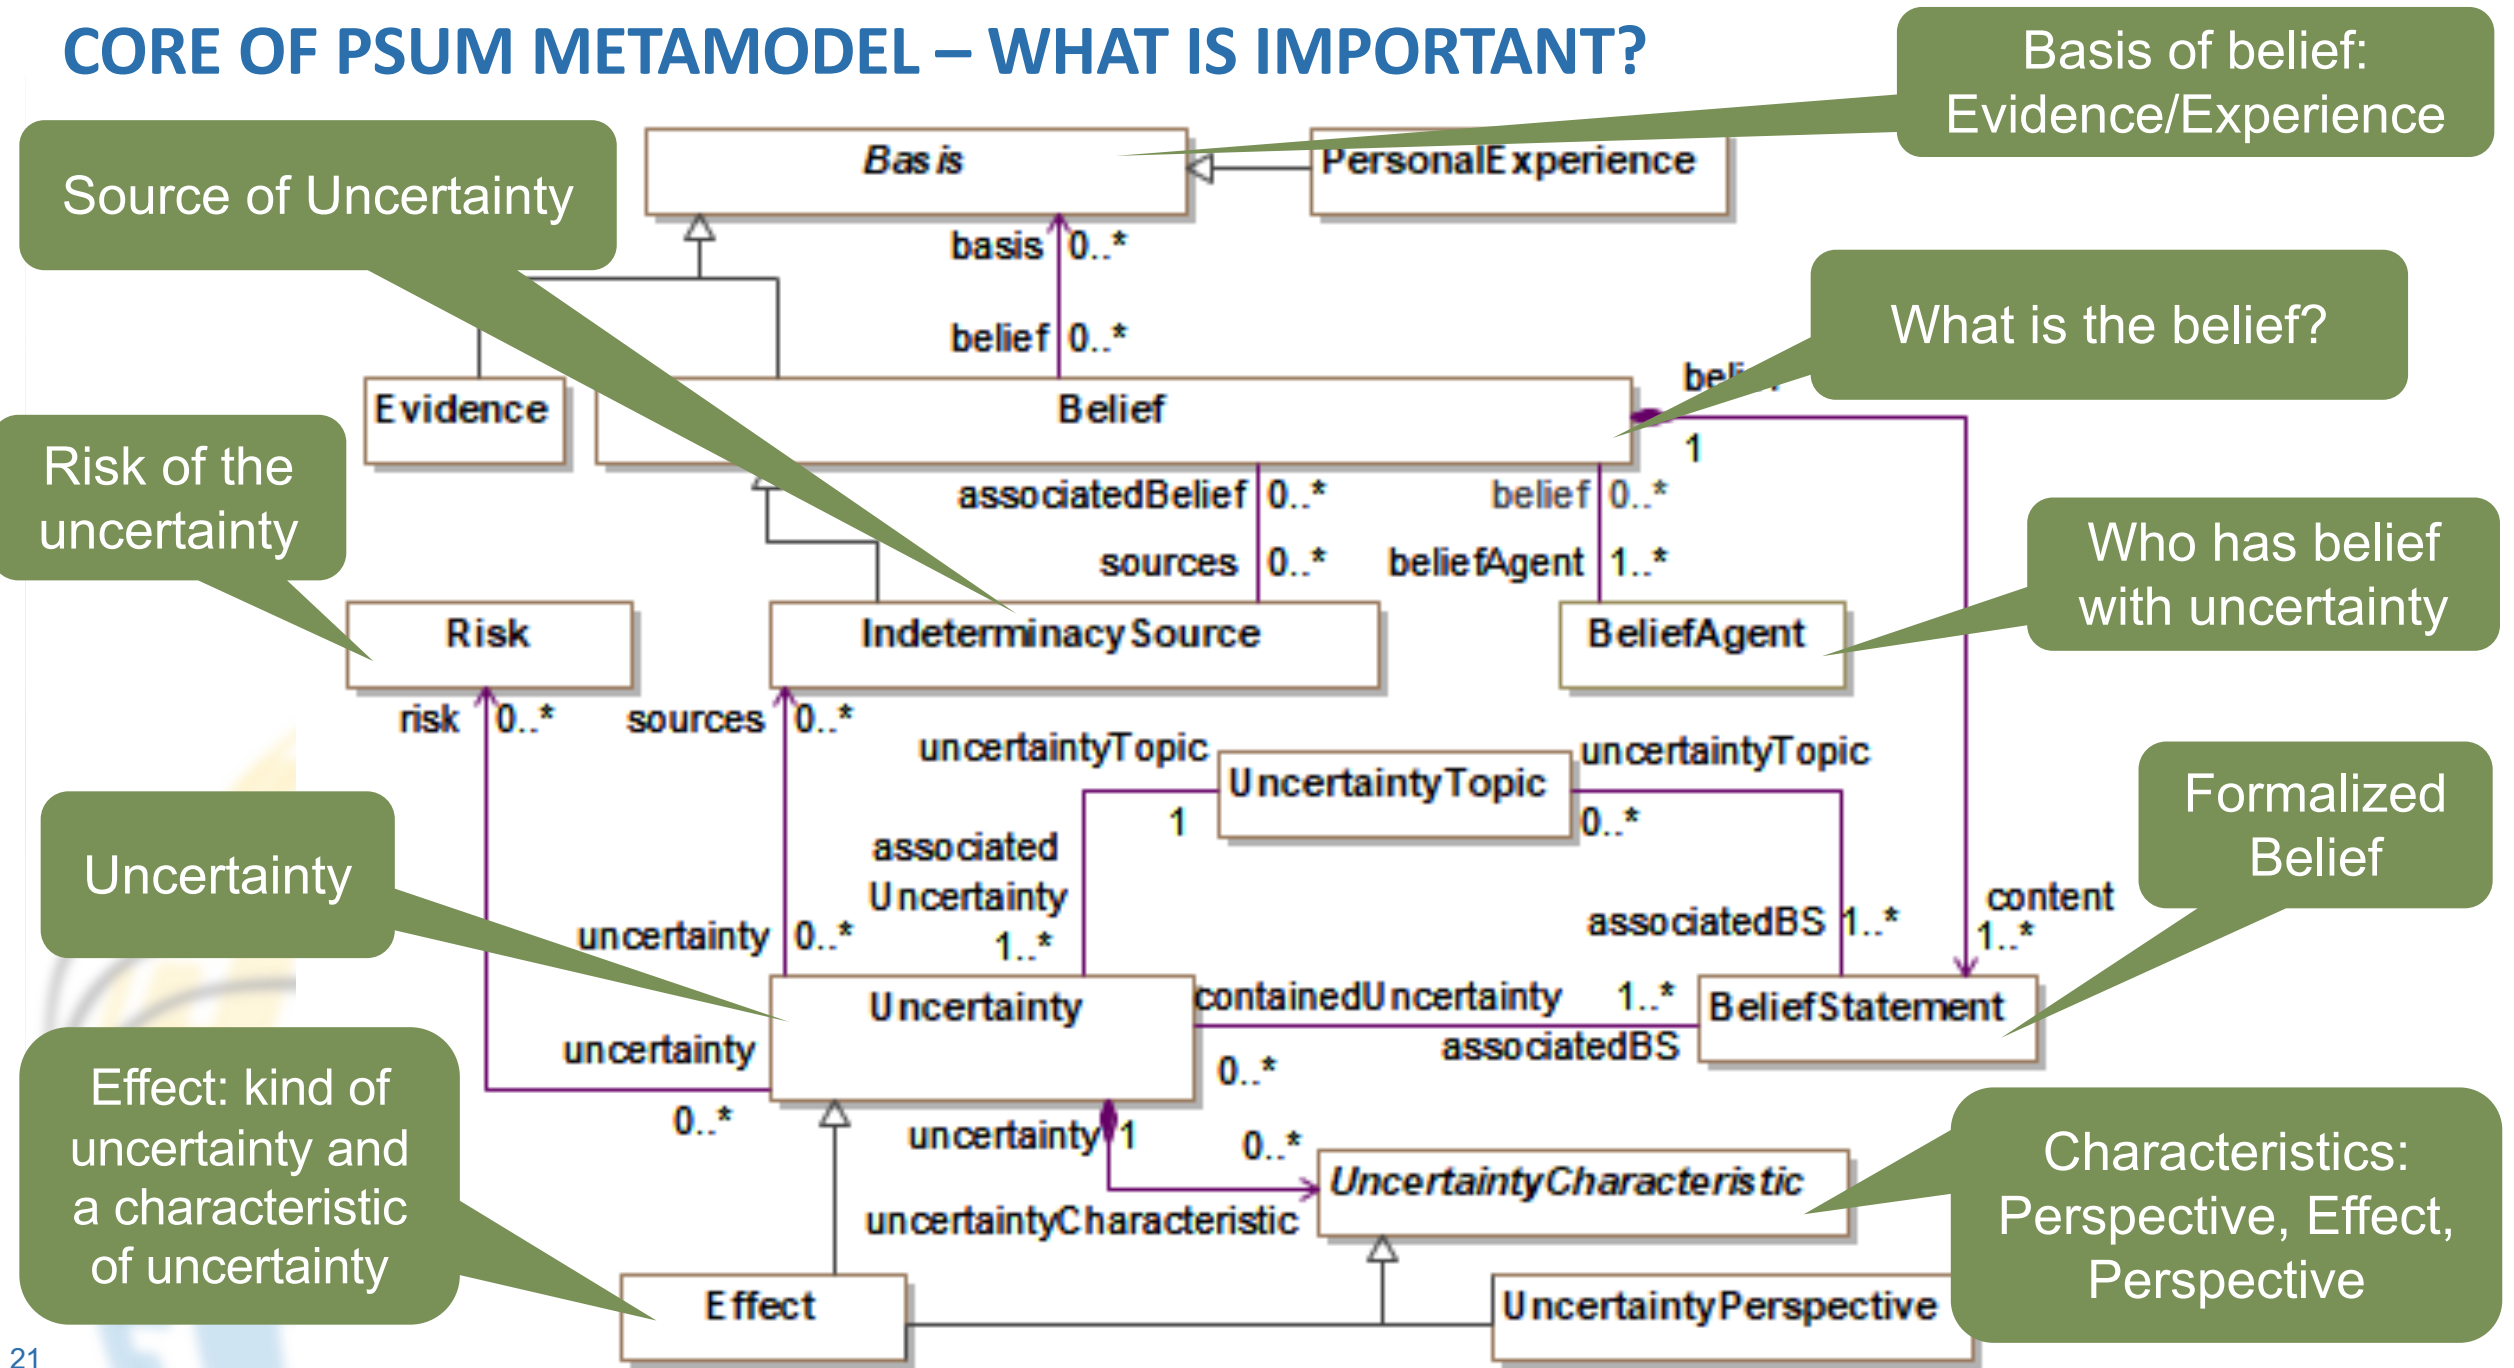 CORE OF PSUM METAMODEL – WHAT IS IMPORTANT?
Basis of belief:
Evidence/Experience
Source of Uncertainty
Basis
PersonalExperience
basis 0..*
What is the belief?
belief 0..*
Evidence
Belief
1
Risk of the
uncertainty
associatedBelief 0..*
belief 0..*
sources 0..*
beliefAgent 1..*
Who has belief
with uncertainty
Risk
IndeterminacySource
BeliefAgent
risk 0..*
sources 0..*
uncertaintyTopic
UncertaintyTopic
uncertaintyTopic
1
0..*
Formalized
Belief
Uncertainty
associated
Uncertainty
1..*
uncertainty 0..*
associatedBS 1..*
content
1..*
Uncertainty
containedUncertainty 1..*
BeliefStatement
associatedBS
0..*
uncertainty
0..*
Effect: kind of
uncertainty and
a characteristic
of uncertainty
uncertainty 1
0..*
UncertaintyCharacteristic
uncertaintyCharacteristic
Characteristics:
Perspective, Effect,
Perspective
Effect
UncertaintyPerspective
21